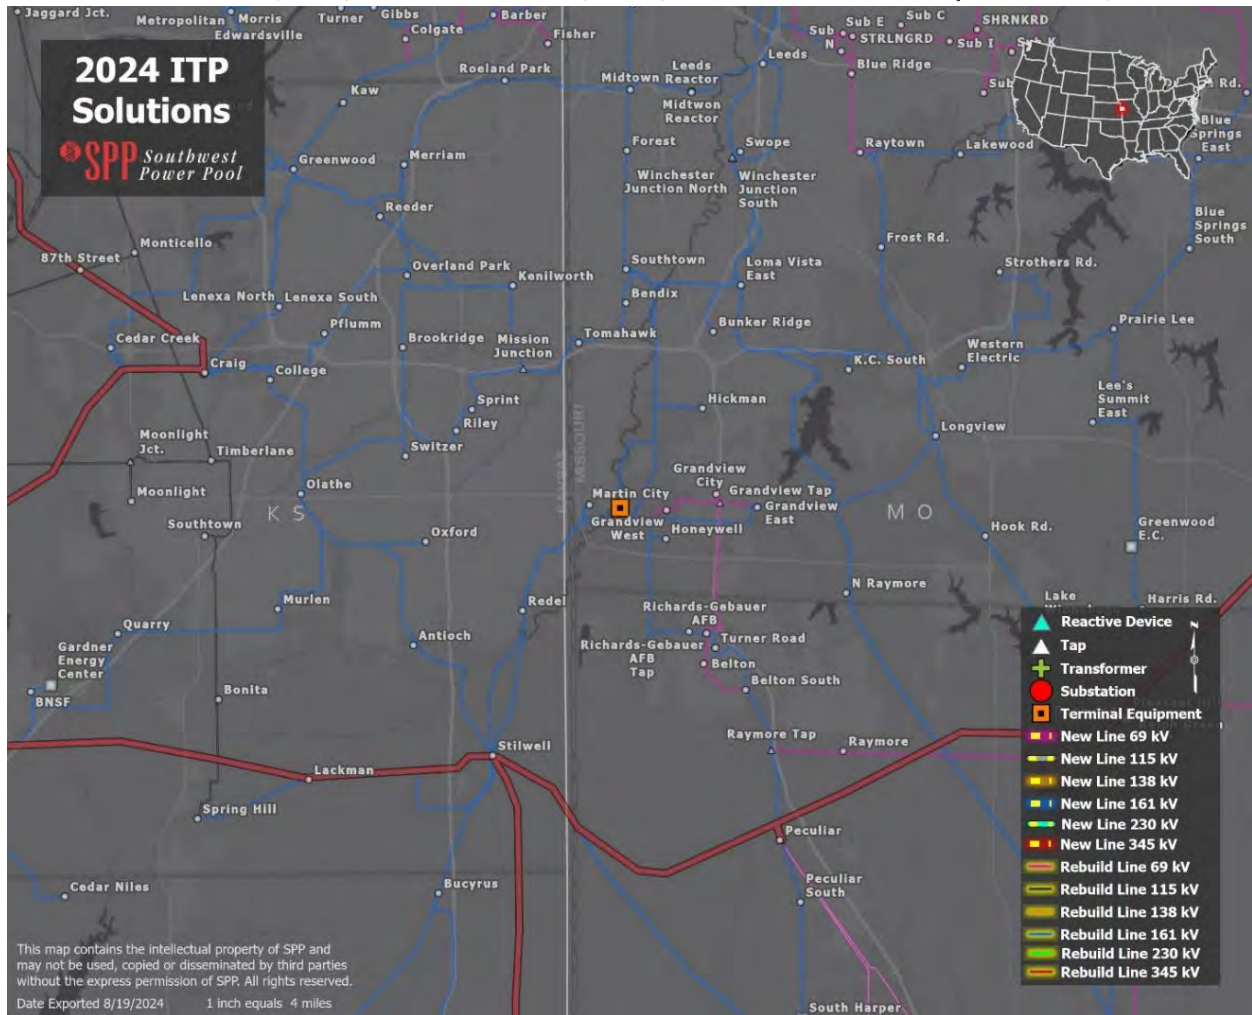 Jaggard Jct.
Metropolitan
Morris
Edwardsville
Turner
Gibbs
Colgate
Barber
Fisher
Sub E
Sub C
SHRNKRD
Sub
N
STRLNGRD
Sub I
Sub K
2024 ITP
Solutions
SPP Southwest
Power Pool
Kaw
Roeland Park
Midtown
Leeds
Reactor
Leeds
Blue Ridge
Sub
Rd.
Midtwon
Reactor
Blue
Springs
East
Greenwood
Merriam
Forest
Swope
Raytown
Lakewood
Winchester
Junction North
Winchester
Junction
South
Reeder
Blue
Springs
South
Monticello
Frost Rd.
87th Street
Overland Park
Kenilworth
Southtown
Loma Vista
East
Strothers Rd.
Lenexa North
Lenexa South
Bendix
Pflumm
Bunker Ridge
Prairie Lee
Cedar Creek
Brookridge
Mission
Junction
Tomahawk
Western
Electric
Craig
College
K.C. South
Lee's
Summit
East
Sprint
Hickman
Riley
Moonlight
Jct.
Timberlane
Switzer
KANSAS
MISSOURI
Longview
Moonlight
Olathe
Martin City
Grandview
City
Grandview Tap
Grandview
East
K S
M O
Southtown
Oxford
Grandview
West
Honeywell
Hook Rd.
Greenwood
E.C.
Murlen
Redel
N Raymore
Lake
Harris Rd.
Quarry
Antioch
Richards-Gebauer
AFB
Turner Road
Richards-Gebauer
AFB
Tap
Belton
Gardner
Energy
Center
BNSF
Bonita
Belton South
Stilwell
Raymore Tap
Raymore
Lackman
Spring Hill
Peculiar
Cedar Niles
Bucyrus
Peculiar
South
South Harper
Reactive Device
Tap
Transformer
Substation
Terminal Equipment
New Line 69 kV
New Line 115 kV
New Line 138 kV
New Line 161 kV
New Line 230 kV
New Line 345 kV
Rebuild Line 69 kV
Rebuild Line 115 kV
Rebuild Line 138 kV
Rebuild Line 161 kV
Rebuild Line 230 kV
Rebuild Line 345 kV
N
This map contains the intellectual property of SPP and
may not be used, copied or disseminated by third parties
without the express permission of SPP. All rights reserved.
Date Exported 8/19/2024 1 inch equals 4 miles